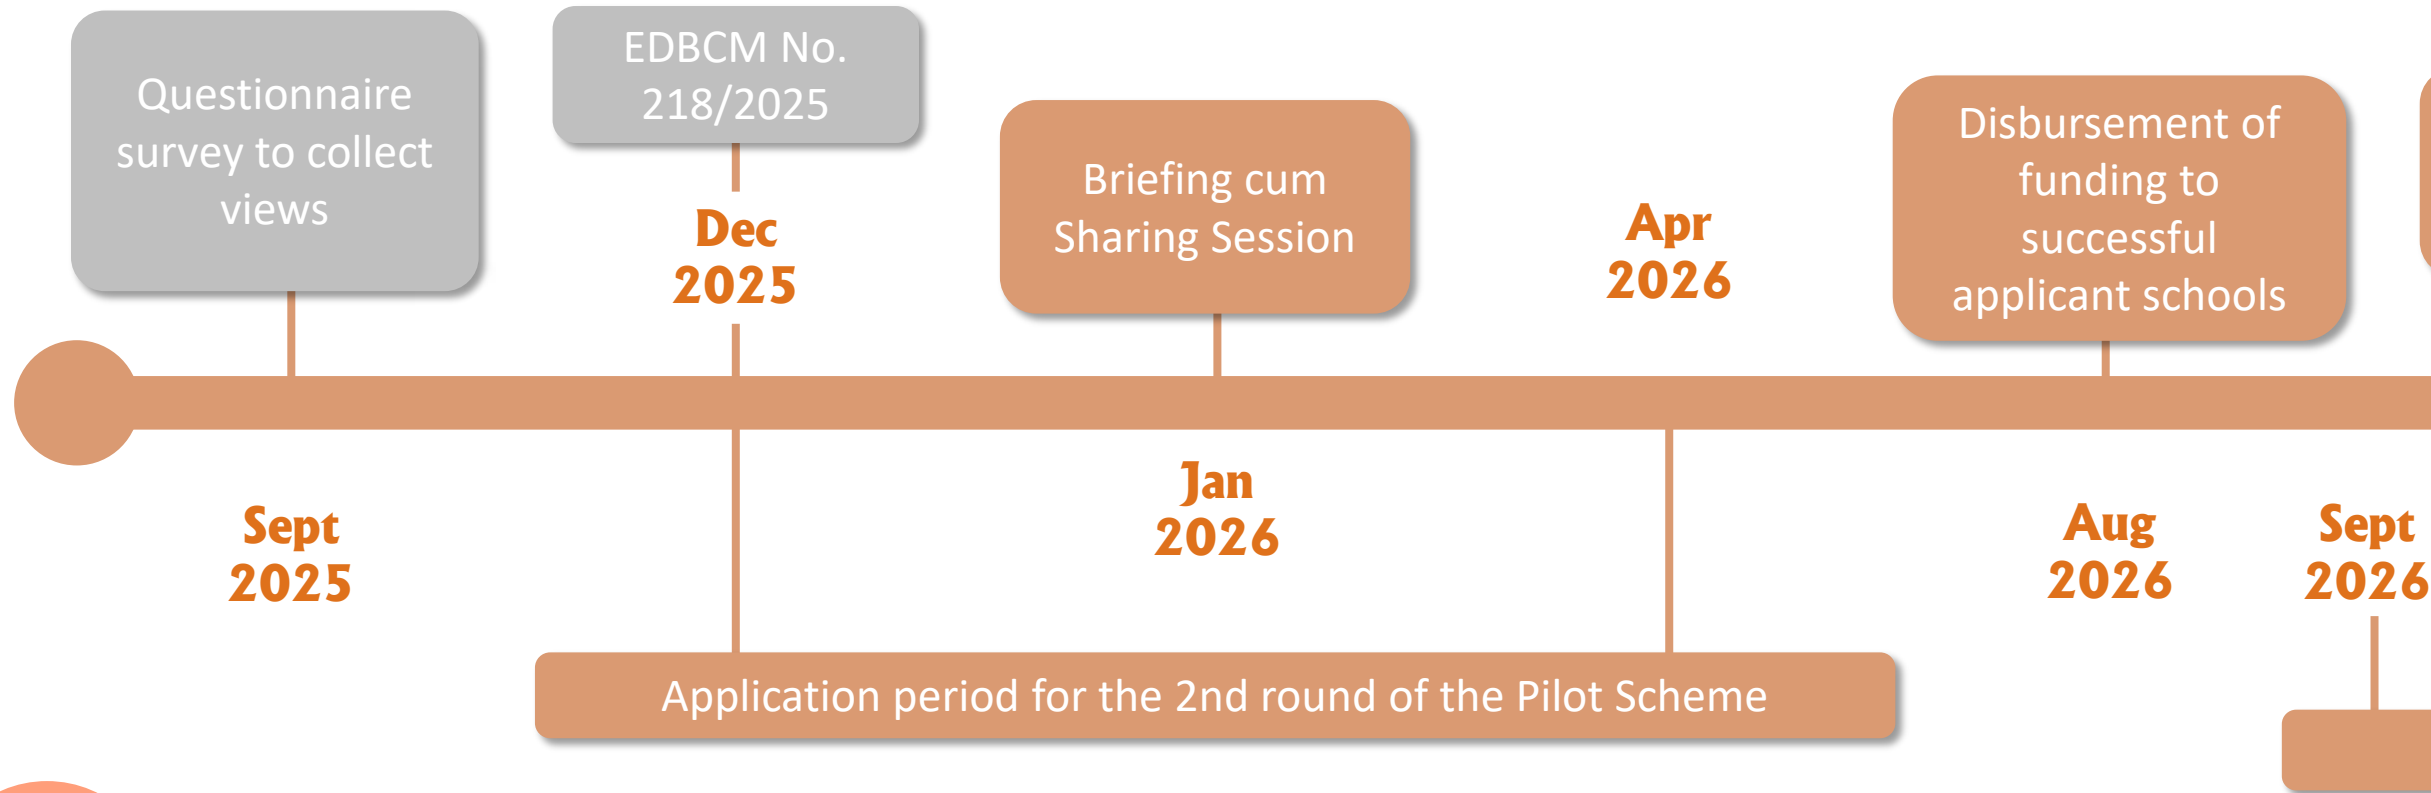 Questionnaire
survey to collect
views
EDBCM No.
218/2025
Dec
2025
Briefing cum
Sharing Session
Apr
2026
Disbursement of
funding to
successful
applicant schools
Sept
2025
Jan
2026
Aug
2026
Sept
2026
Application period for the 2nd round of the Pilot Scheme